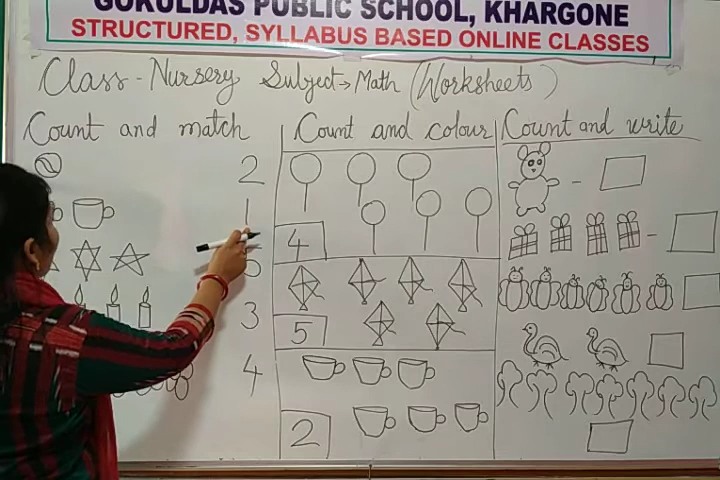 GOKULDAS PUBLIC SCHOOL, KHARGONE
STRUCTURED, SYLLABUS BASED ONLINE CLASSES
Class - Nursery Subject → Math (Worksheets)
Count and match
2
1
5
3
4
Count and colour
4
5
2
Count and write